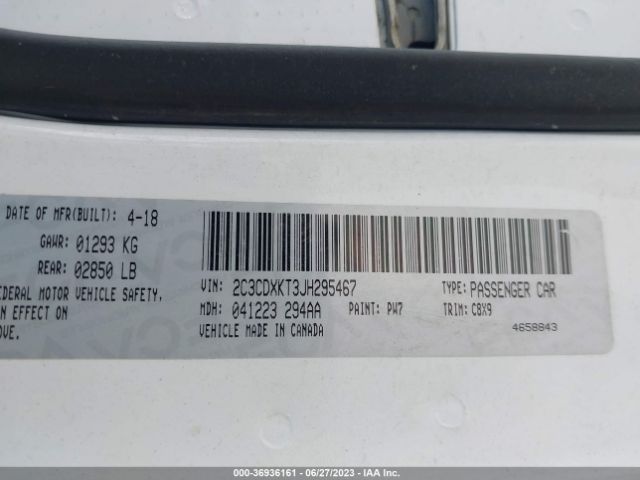 DATE OF MFR(BUILT): 4-18
GAWR: 01293 KG
REAR: 02850 LB
FEDERAL MOTOR VEHICLE SAFETY,
IN EFFECT ON
OVE.
VIN: 2C3CDXKT3JH295467 TYPE: PASSENGER CAR
MDH: 041223 294AA PAINT: PW7 TRIM: C8X9
VEHICLE MADE IN CANADA 4658843
000-36936161 - 06/27/2023 - IAA Inc.